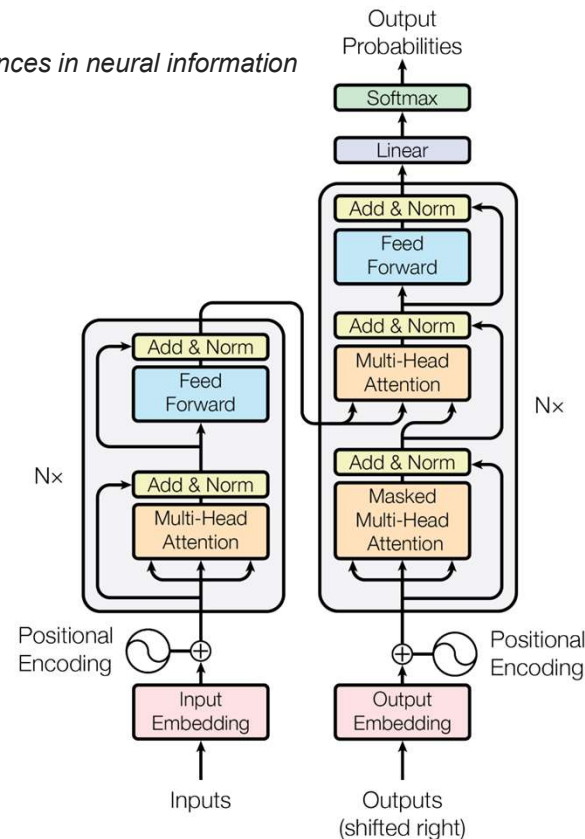 nces in neural information
Output
Probabilities
Softmax
Linear
Add & Norm
Feed
Forward
Add & Norm
Multi-Head
Attention
Nx
Add & Norm
Masked
Multi-Head
Attention
Add & Norm
Feed
Forward
Nx
Add & Norm
Multi-Head
Attention
Positional
Encoding
Positional
Encoding
Input
Embedding
Output
Embedding
Inputs
Outputs
(shifted right)